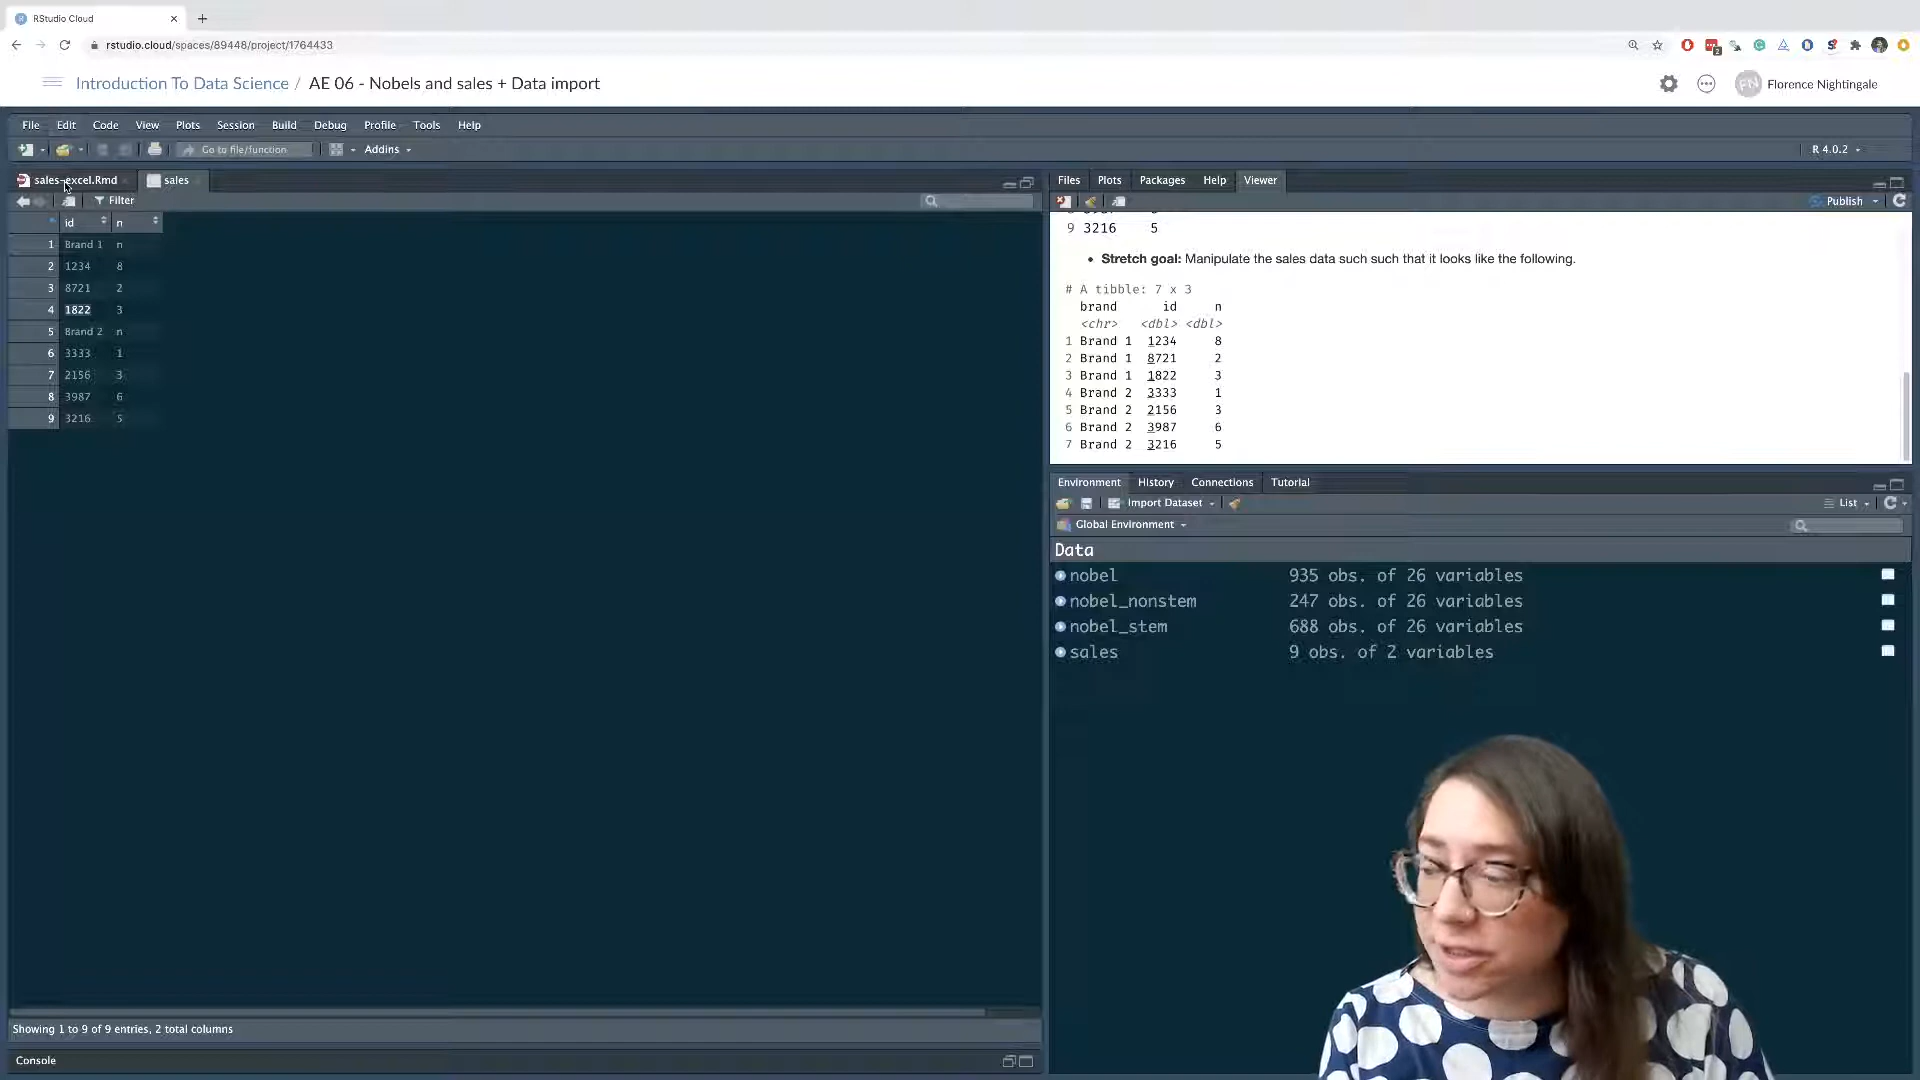 RStudio Cloud
rstudio.cloud/spaces/89448/project/1764433
Introduction To Data Science / AE 06 - Nobels and sales + Data import
FN Florence Nightingale
File Edit Code View Plots Session Build Debug Profile Tools Help
Go to file/function Addins R 4.0.2
sales-excel.Rmd sales
Filter
id n
1 Brand 1 n
2 1234 8
3 8721 2
4 1822 3
5 Brand 2 n
6 3333 1
7 2156 3
8 3987 6
9 3216 5
Showing 1 to 9 of 9 entries, 2 total columns
Console
Files Plots Packages Help Viewer
Publish
9 3216 5
• Stretch goal: Manipulate the sales data such such that it looks like the following.
# A tibble: 7 x 3
brand id n
<chr> <dbl> <dbl>
1 Brand 1 1234 8
2 Brand 1 8721 2
3 Brand 1 1822 3
4 Brand 2 3333 1
5 Brand 2 2156 3
6 Brand 2 3987 6
7 Brand 2 3216 5
Environment History Connections Tutorial
Import Dataset List
Global Environment
Data
nobel 935 obs. of 26 variables
nobel_nonstem 247 obs. of 26 variables
nobel_stem 688 obs. of 26 variables
sales 9 obs. of 2 variables